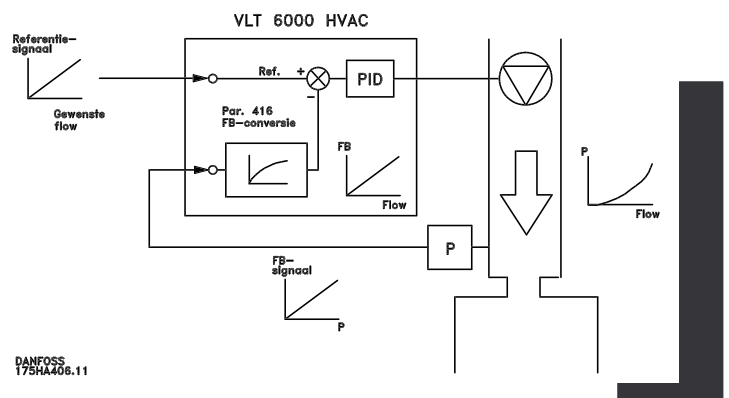 VLT 6000 HVAC
Referentie-
signaal
Ref.
+
PID
−
Gewenste
flow
Par. 416
FB-conversie
FB
Flow
P
Flow
P
FB-
signaal
P
DANFOSS
175HA406.11